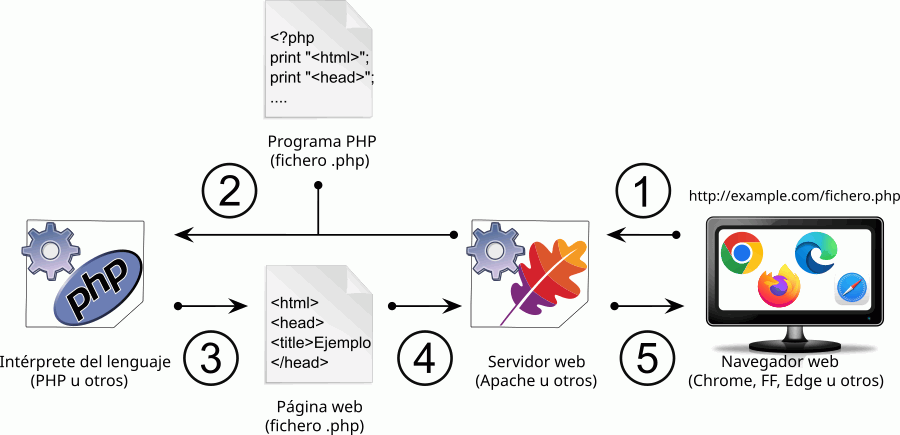 <?php
print "<html>";
print "<head>";
....
Programa PHP
(fichero .php)
2
1
http://example.com/fichero.php
php
<html>
<head>
<title>Ejemplo
</head>
3
4
5
Intérprete del lenguaje
(PHP u otros)
Página web
(fichero .php)
Servidor web
(Apache u otros)
Navegador web
(Chrome, FF, Edge u otros)